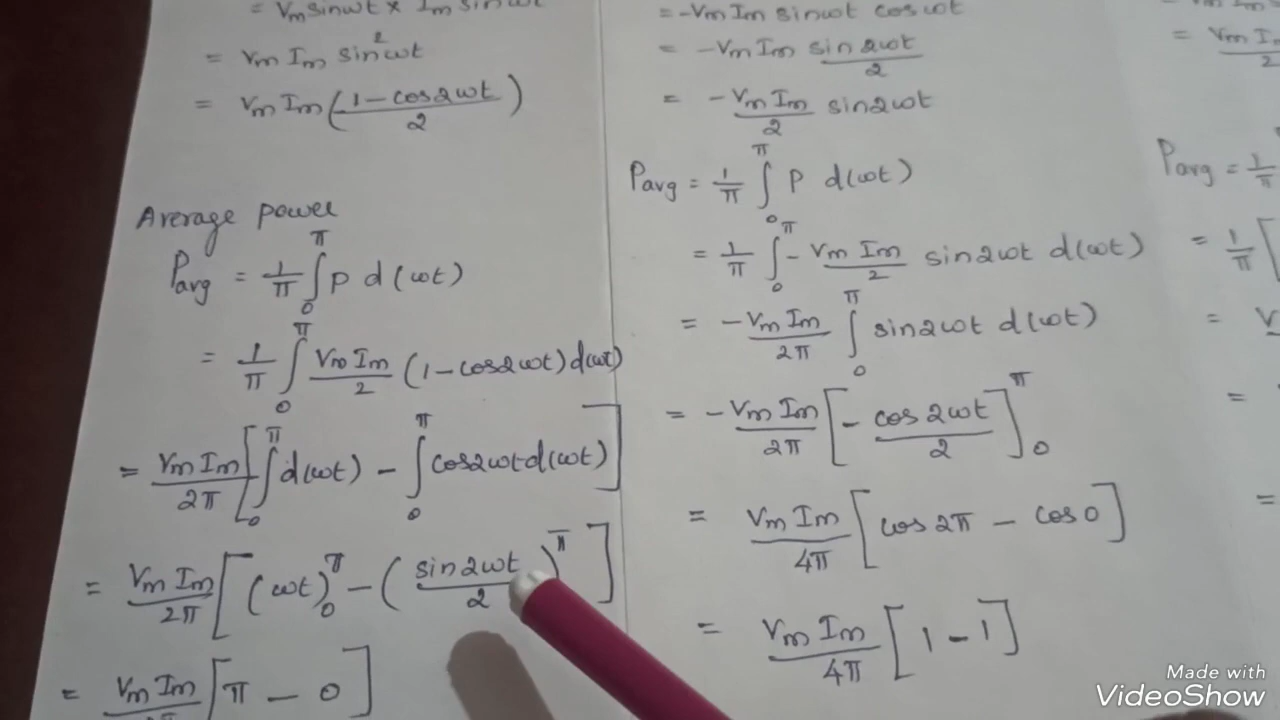 = Vm sinωt × Im sinωt
= Vm Im sin²ωt
= Vm Im (1 - cos2ωt / 2)
Average power
Pavg = 1/π ∫₀^π P d(ωt)
= 1/π ∫₀^π Vm Im / 2 (1 - cos2ωt) d(ωt)
= Vm Im / 2π [∫₀^π d(ωt) - ∫₀^π cos2ωt d(ωt)]
= Vm Im / 2π [(ωt)₀^π - (sin2ωt / 2)^π]
= Vm Im / [π - 0]
= -Vm Im sinωt cosωt
= -Vm Im sin2ωt / 2
= -Vm Im / 2 sin2ωt
Pavg = 1/π ∫₀^π P d(ωt)
= 1/π ∫₀^π - Vm Im / 2 sin2ωt d(ωt)
= -Vm Im / 2π ∫₀^π sin2ωt d(ωt)
= -Vm Im / 2π [- cos2ωt / 2]₀^π
= Vm Im / 4π [cos2π - cos0]
= Vm Im / 4π [1 - 1]
= Vm I / 2
Pavg = 1/π
= 1/π [
= V
=
=
Made with
VideoShow